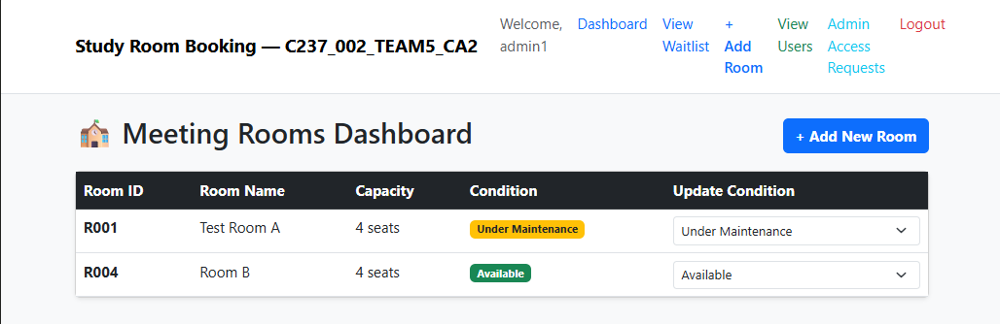 Study Room Booking — C237_002_TEAM5_CA2
Welcome,
admin1
Dashboard
View
Waitlist
+
Add
Room
View
Users
Admin
Access
Requests
Logout
Meeting Rooms Dashboard
+ Add New Room
Room ID Room Name Capacity Condition Update Condition
R001 Test Room A 4 seats Under Maintenance Under Maintenance
R004 Room B 4 seats Available Available